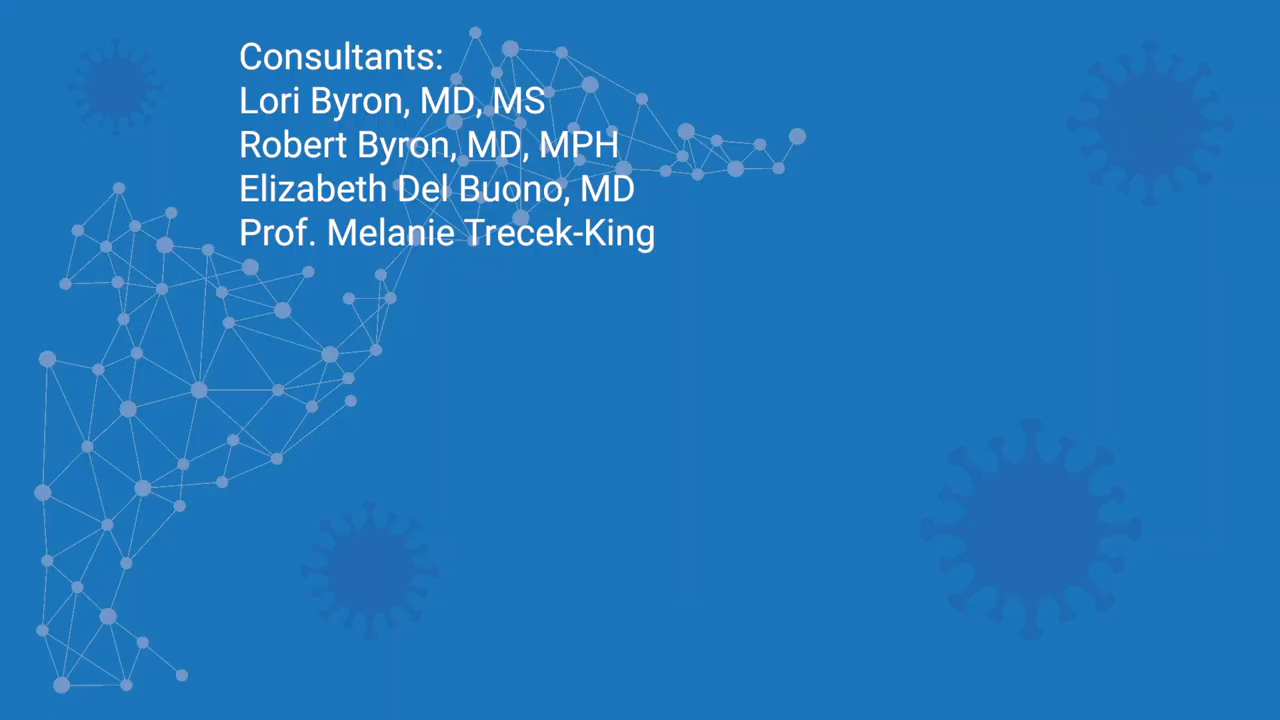 Consultants:
Lori Byron, MD, MS
Robert Byron, MD, MPH
Elizabeth Del Buono, MD
Prof. Melanie Trecek-King